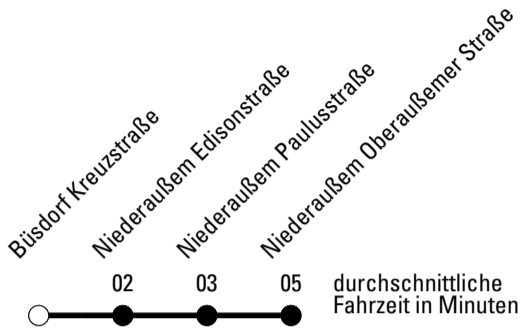 Büsdorf Kreuzstraße
Niederaußem Edisonstraße
Niederaußem Paulusstraße
Niederaußem Oberaußemer Straße
02 03 05
durchschnittliche
Fahrzeit in Minuten